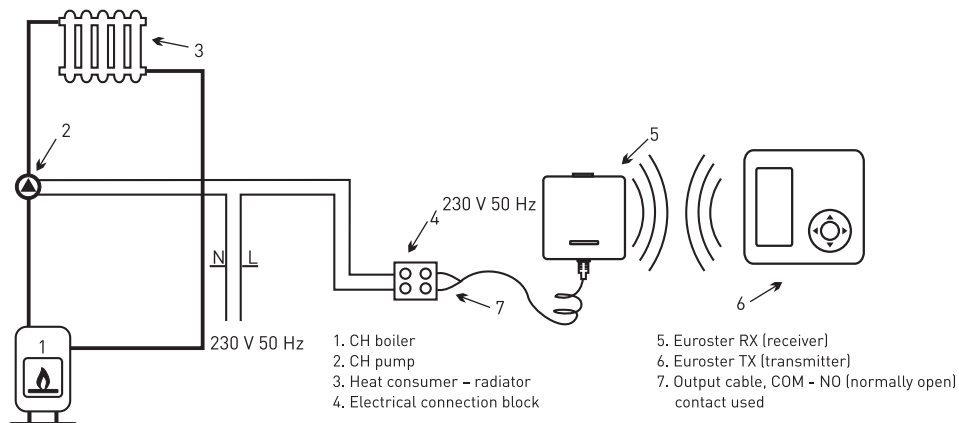 3
2
5
230 V 50 Hz
4
N L
7
6
1
230 V 50 Hz
1. CH boiler
2. CH pump
3. Heat consumer – radiator
4. Electrical connection block
5. Euroster RX (receiver)
6. Euroster TX (transmitter)
7. Output cable, COM - NO (normally open)
contact used